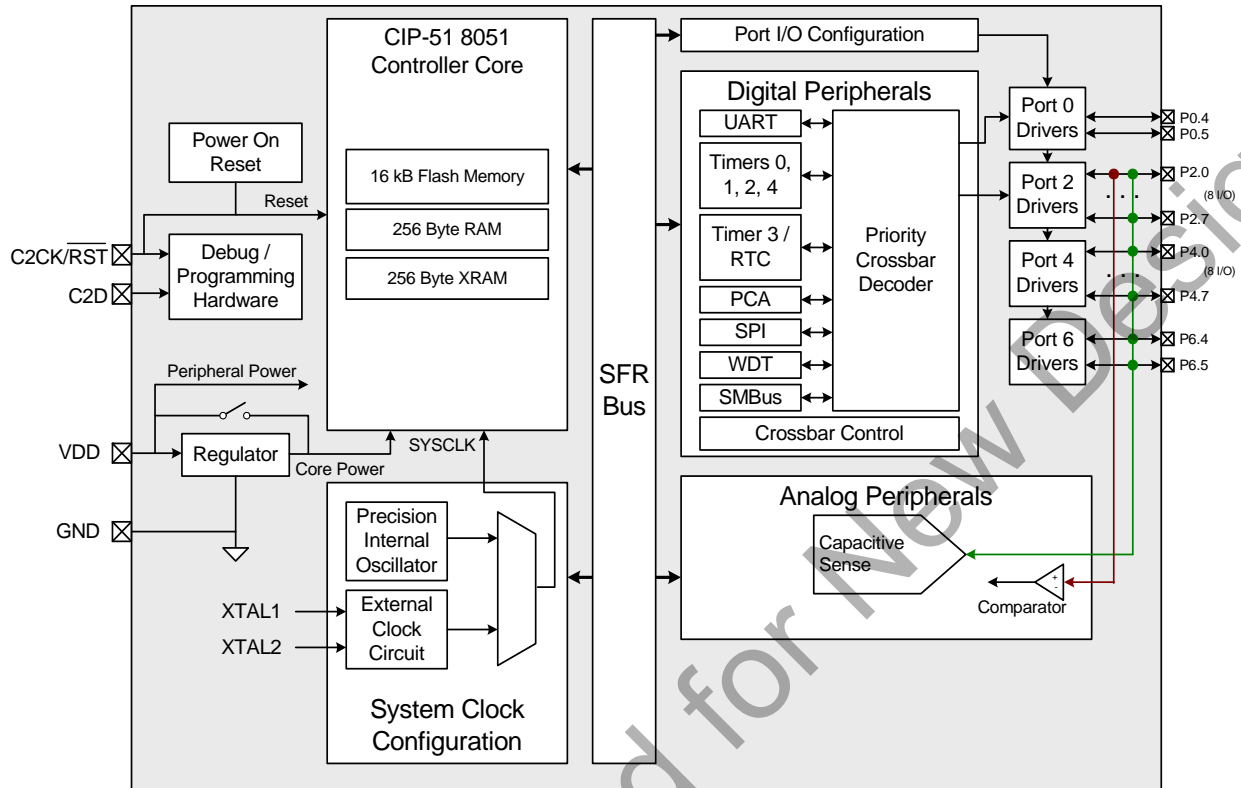 CIP-51 8051
Controller Core
16 kB Flash Memory
256 Byte RAM
256 Byte XRAM
Power On
Reset
Reset
C2CK/RST
Debug /
Programming
Hardware
C2D
Peripheral Power
VDD
Regulator
Core Power
SYSCLK
GND
Precision
Internal
Oscillator
XTAL1
XTAL2
External
Clock
Circuit
System Clock
Configuration
SFR
Bus
Port I/O Configuration
Digital Peripherals
UART
Timers 0,
1, 2, 4
Timer 3 /
RTC
PCA
SPI
WDT
SMBus
Priority
Crossbar
Decoder
Crossbar Control
Port 0
Drivers
Port 2
Drivers
Port 4
Drivers
Port 6
Drivers
P0.4
P0.5
P2.0
. . .
(8 I/O)
P2.7
P4.0
. . .
(8 I/O)
P4.7
P6.4
P6.5
Analog Peripherals
Capacitive
Sense
+
-
Comparator
for New Design